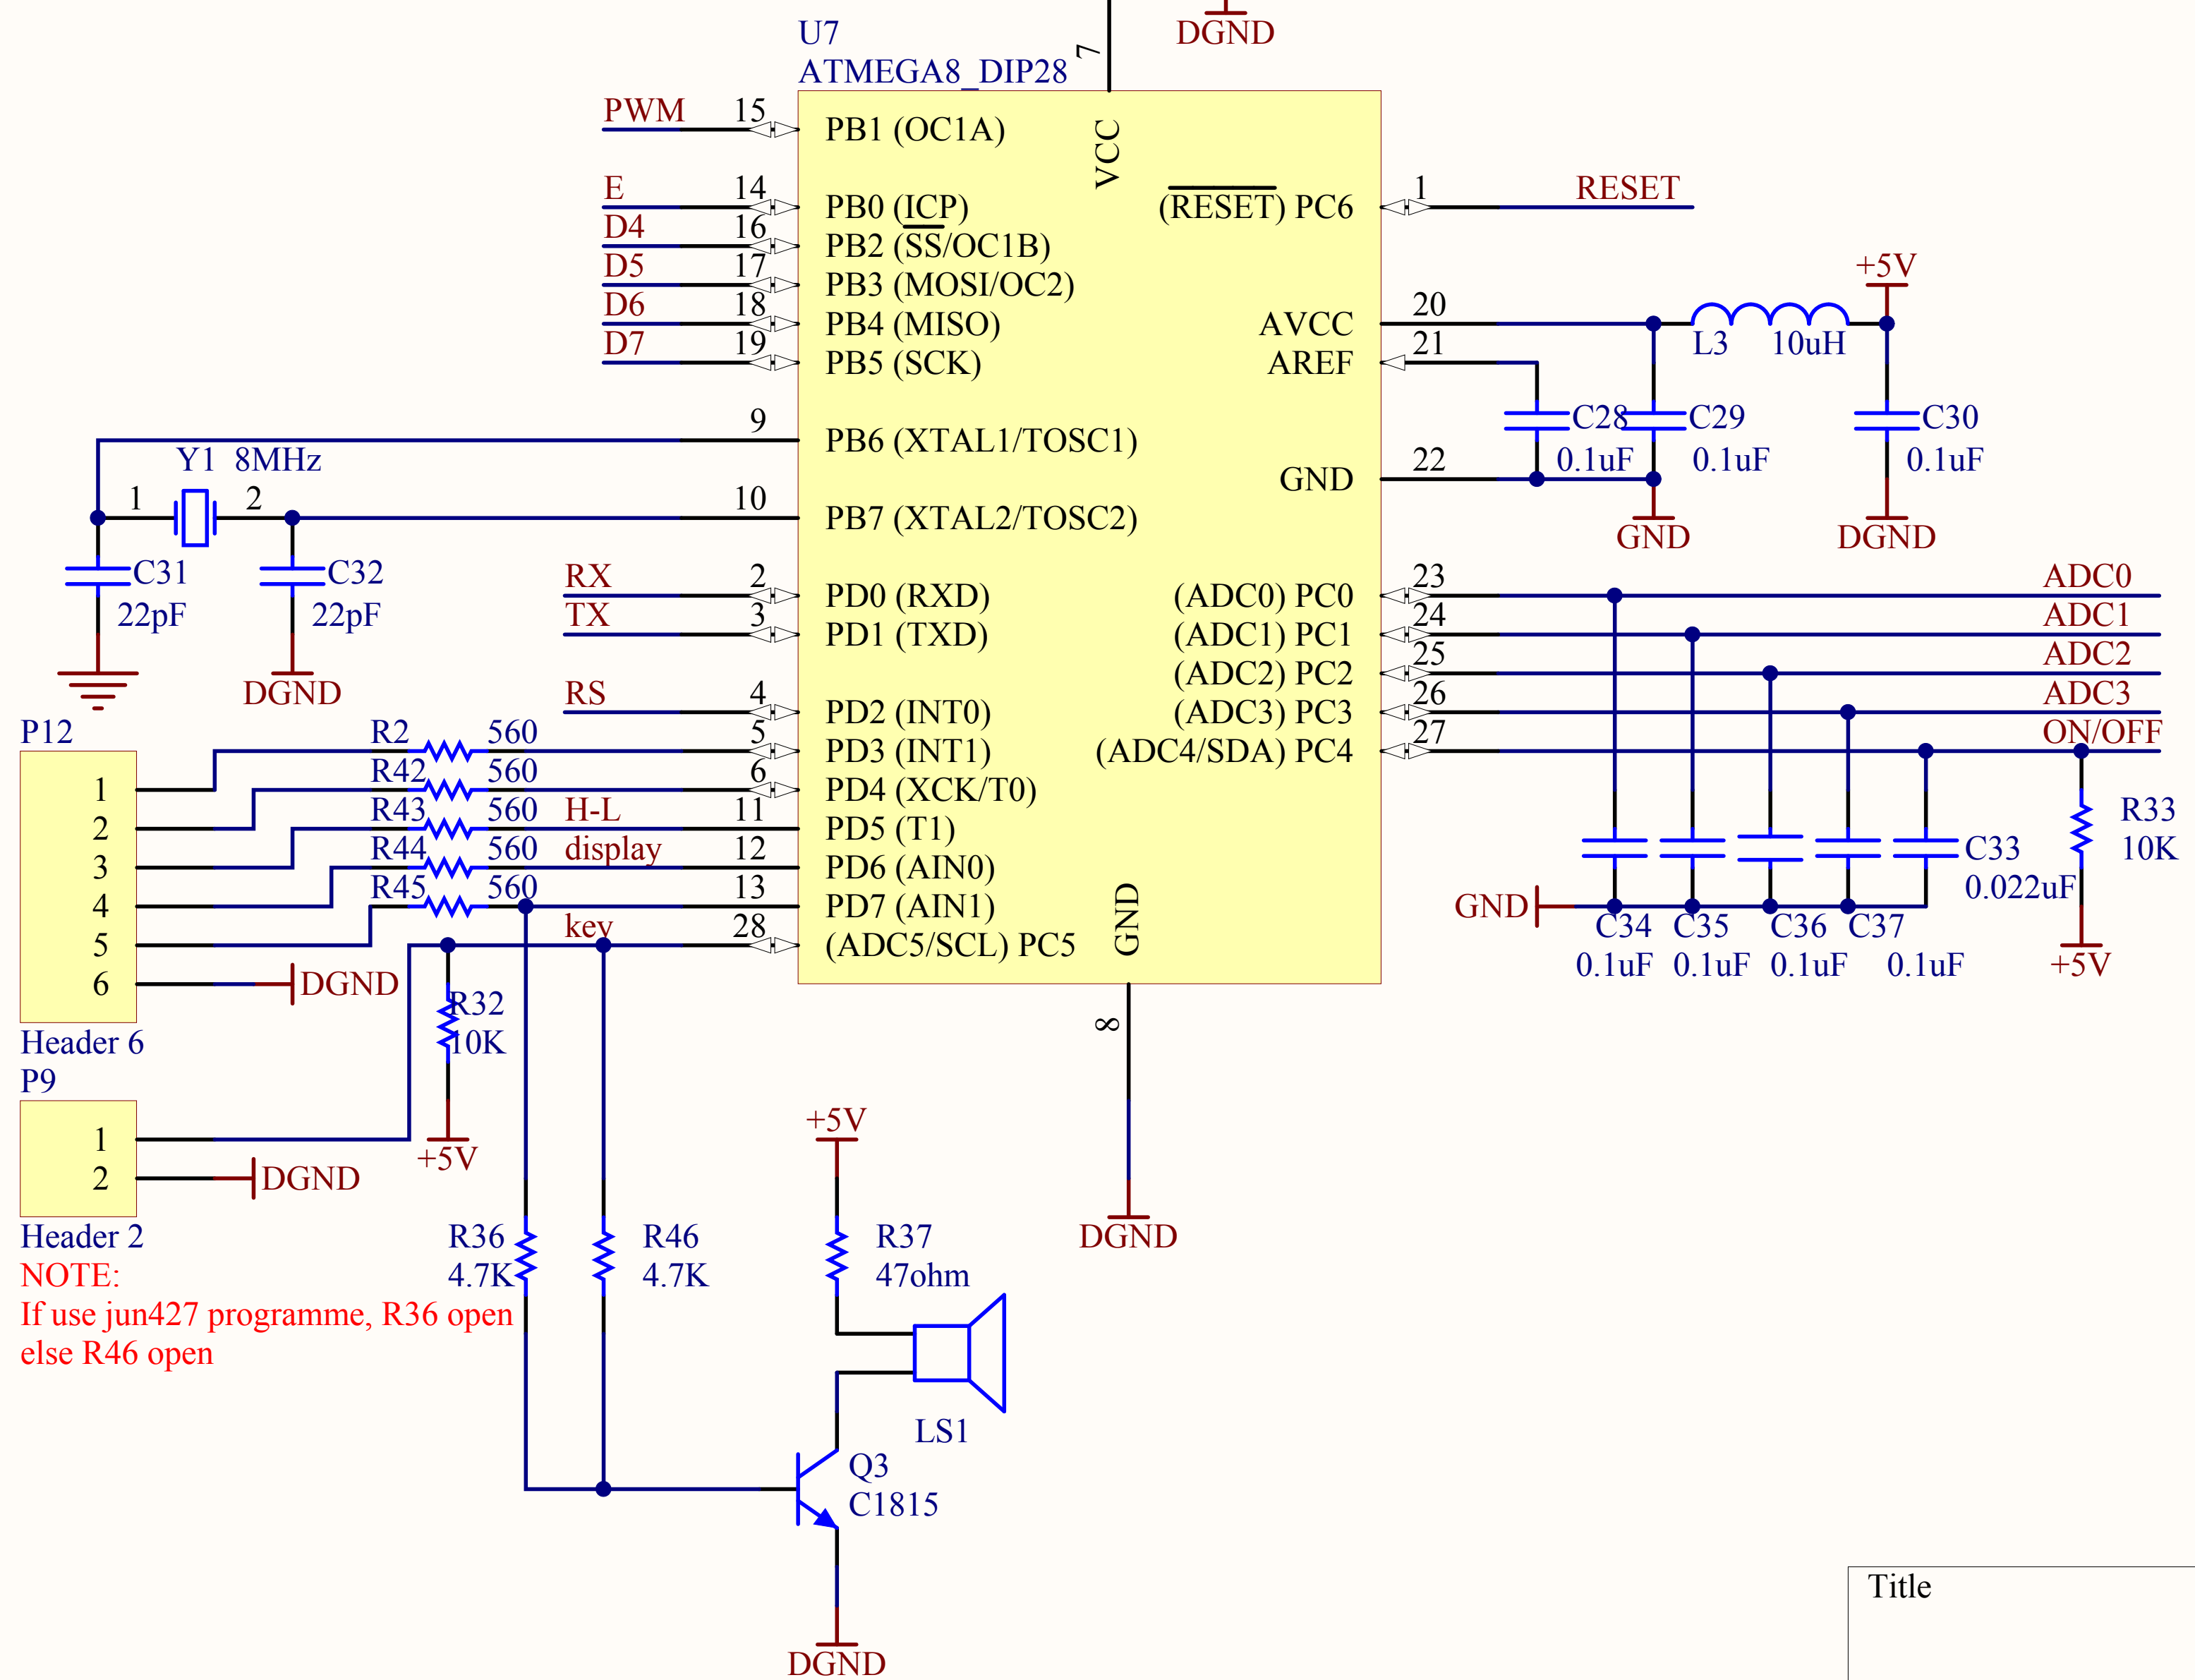 DGND
U7
ATMEGA8_DIP28
7
VCC
PWM 15 PB1 (OC1A)
E 14 PB0 (ICP)
D4 16 PB2 (SS/OC1B)
D5 17 PB3 (MOSI/OC2)
D6 18 PB4 (MISO)
D7 19 PB5 (SCK)
9 PB6 (XTAL1/TOSC1)
Y1 8MHz
1 2
10 PB7 (XTAL2/TOSC2)
C31
22pF
C32
22pF
DGND
RX 2 PD0 (RXD)
TX 3 PD1 (TXD)
RS 4 PD2 (INT0)
R2 560 5 PD3 (INT1)
R42 560 6 PD4 (XCK/T0)
R43 560 H-L 11 PD5 (T1)
R44 560 display 12 PD6 (AIN0)
R45 560 13 PD7 (AIN1)
key 28 (ADC5/SCL) PC5
(RESET) PC6 1 RESET
AVCC 20
AREF 21
GND 22
+5V
L3 10uH
C28
0.1uF
C29
0.1uF
C30
0.1uF
GND
DGND
(ADC0) PC0 23 ADC0
(ADC1) PC1 24 ADC1
(ADC2) PC2 25 ADC2
(ADC3) PC3 26 ADC3
(ADC4/SDA) PC4 27 ON/OFF
R33
10K
+5V
C33
0.022uF
GND
C34 C35 C36 C37
0.1uF 0.1uF 0.1uF 0.1uF
GND
8
DGND
P12
1
2
3
4
5
6
DGND
Header 6
R32
10K
+5V
P9
1
2
DGND
Header 2
NOTE:
If use jun427 programme, R36 open
else R46 open
R36
4.7K
R46
4.7K
+5V
R37
47ohm
LS1
Q3
C1815
DGND
Title